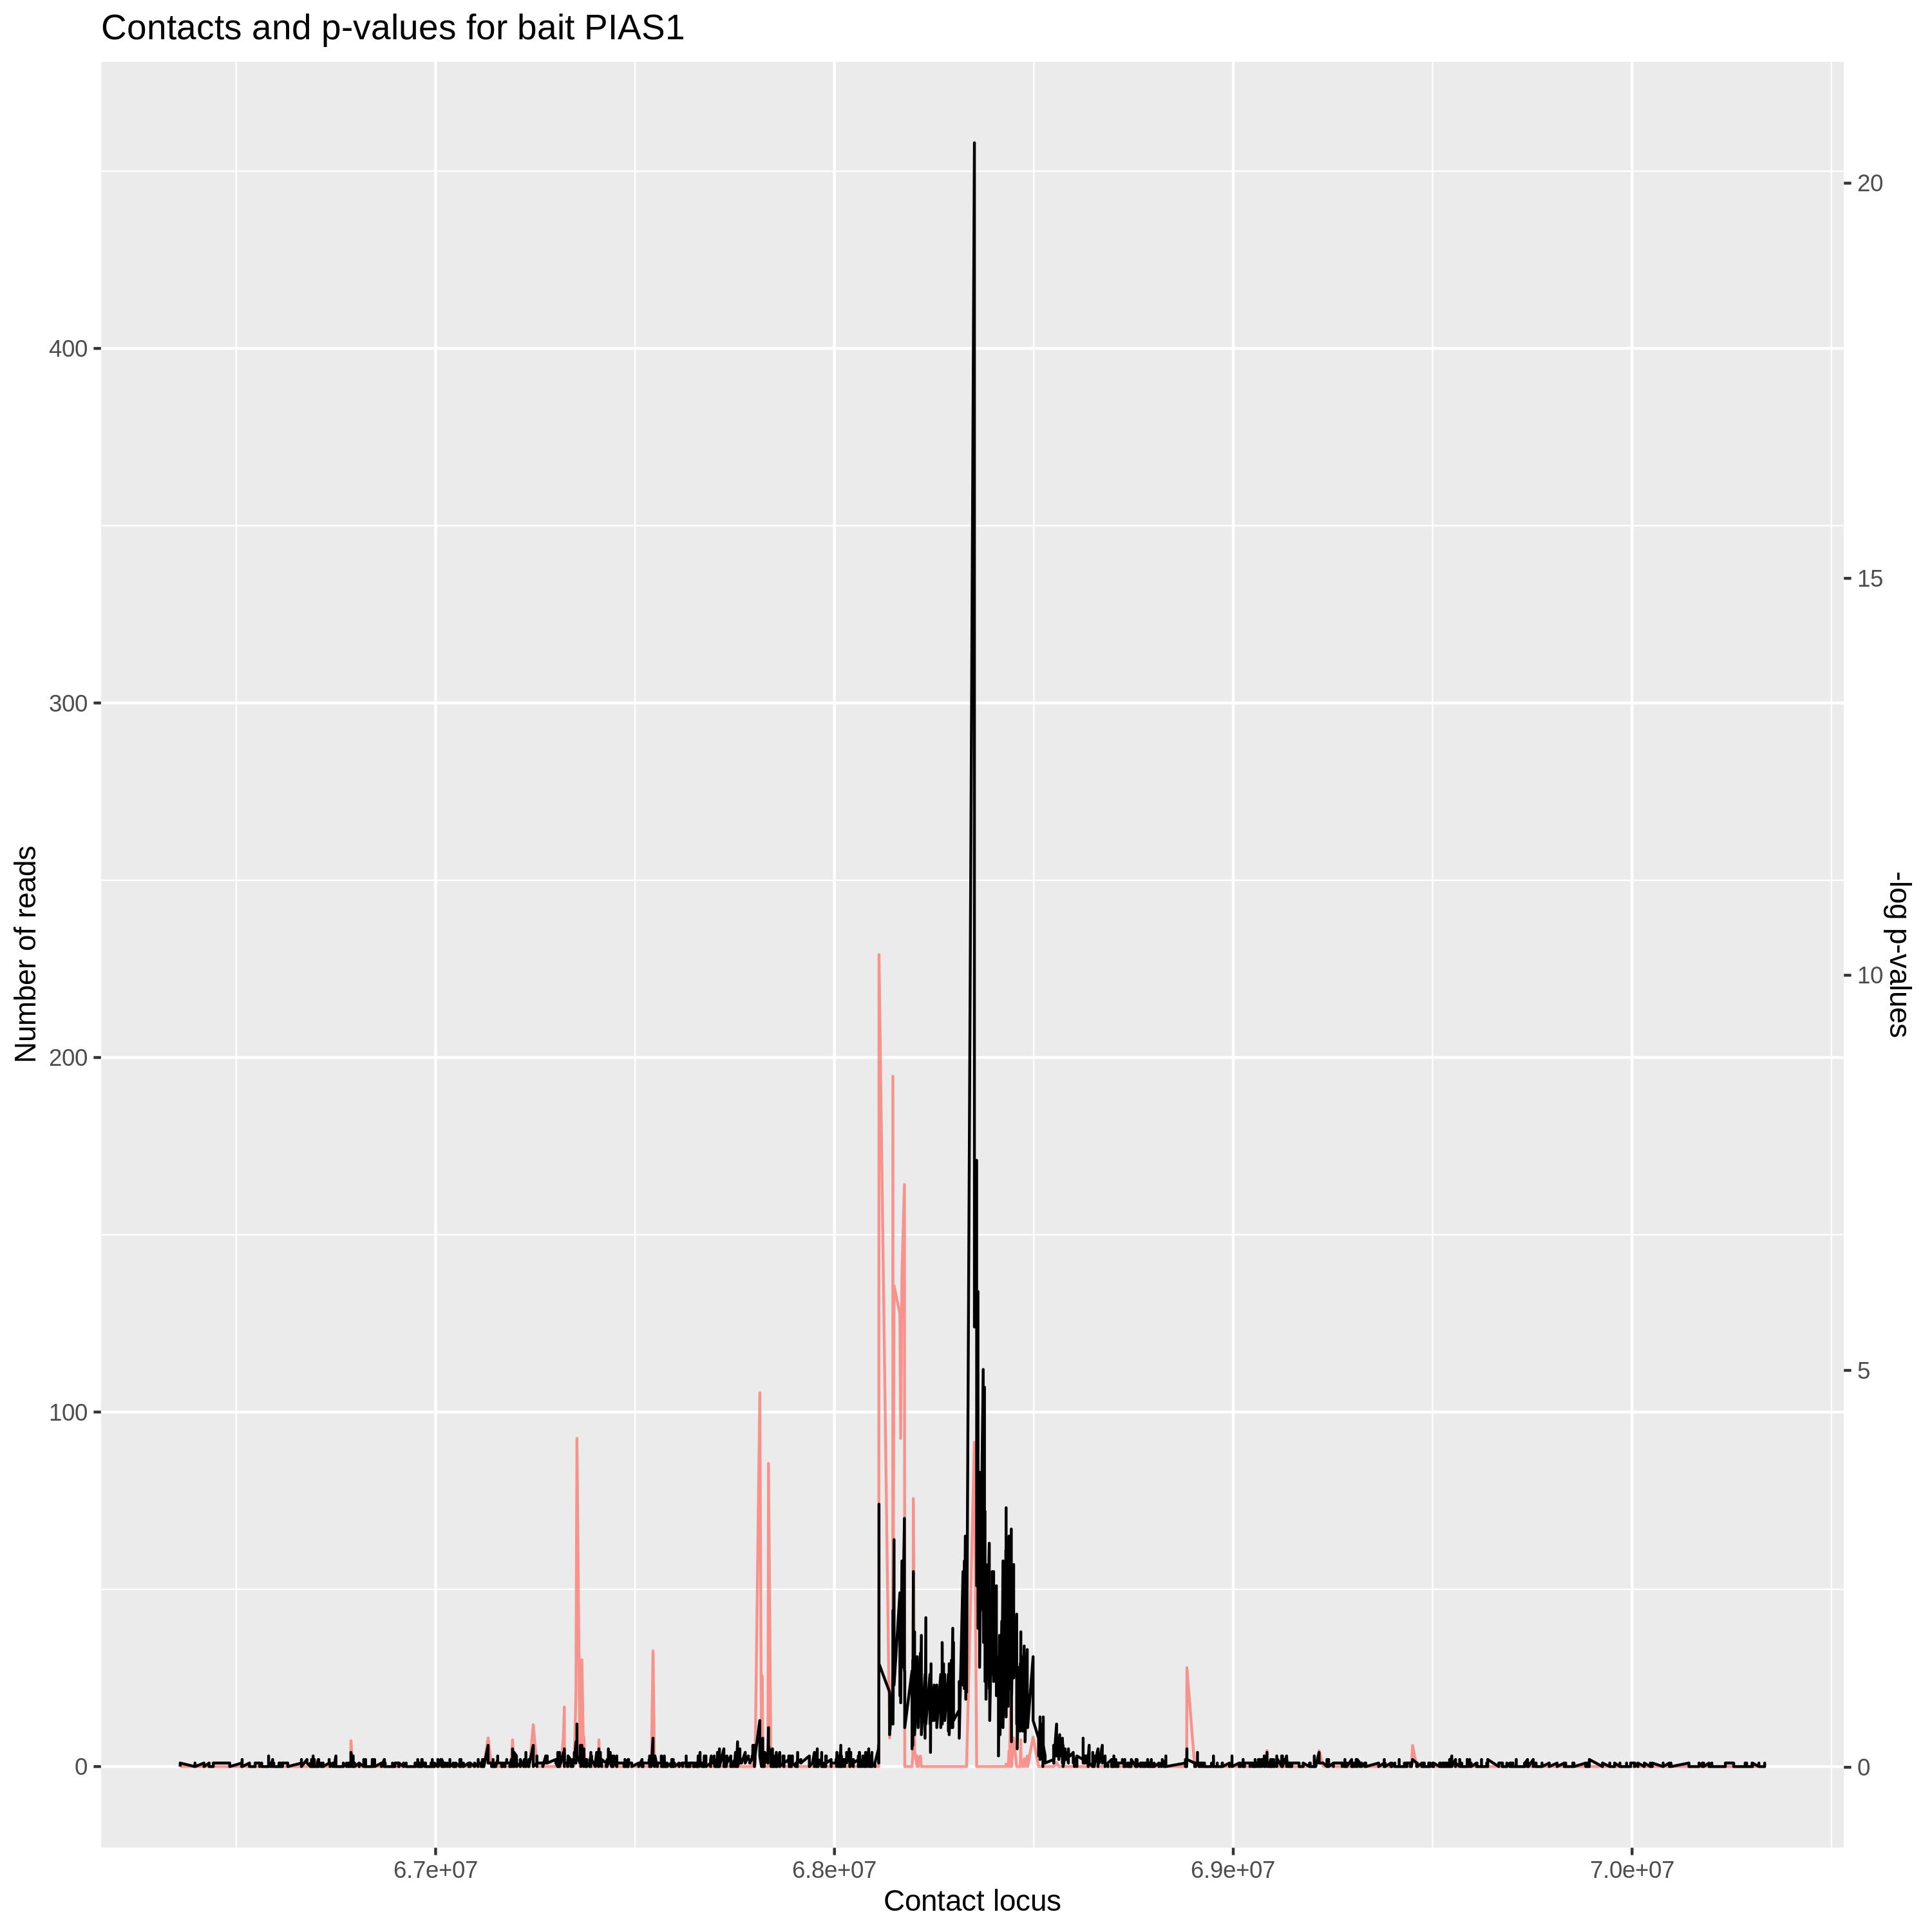 Contacts and p-values for bait PIAS1
Number of reads
400
300
200
100
0
20
15
10
5
0
-log p-values
6.7e+07
6.8e+07
6.9e+07
7.0e+07
Contact locus